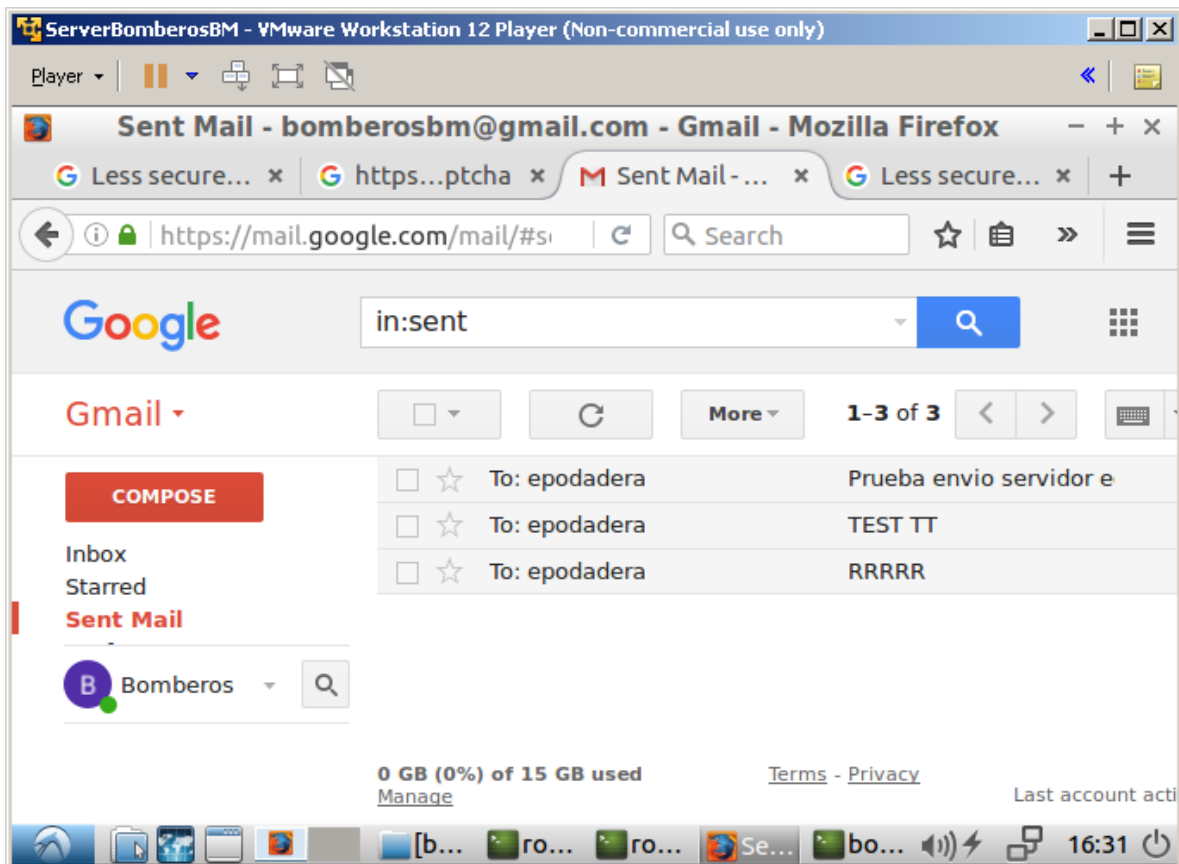 ServerBomberosBM - VMware Workstation 12 Player (Non-commercial use only)
Player
Sent Mail - bomberosbm@gmail.com - Gmail - Mozilla Firefox
Less secure... https...ptcha Sent Mail - ... Less secure...
https://mail.google.com/mail/#se Search
Google in:sent
Gmail More 1–3 of 3
COMPOSE
To: epodadera Prueba envio servidor e
To: epodadera TEST TT
To: epodadera RRRRR
Inbox
Starred
Sent Mail
B Bomberos
0 GB (0%) of 15 GB used Terms - Privacy
Manage
Last account acti
[b... ro... ro... Se... bo... 16:31